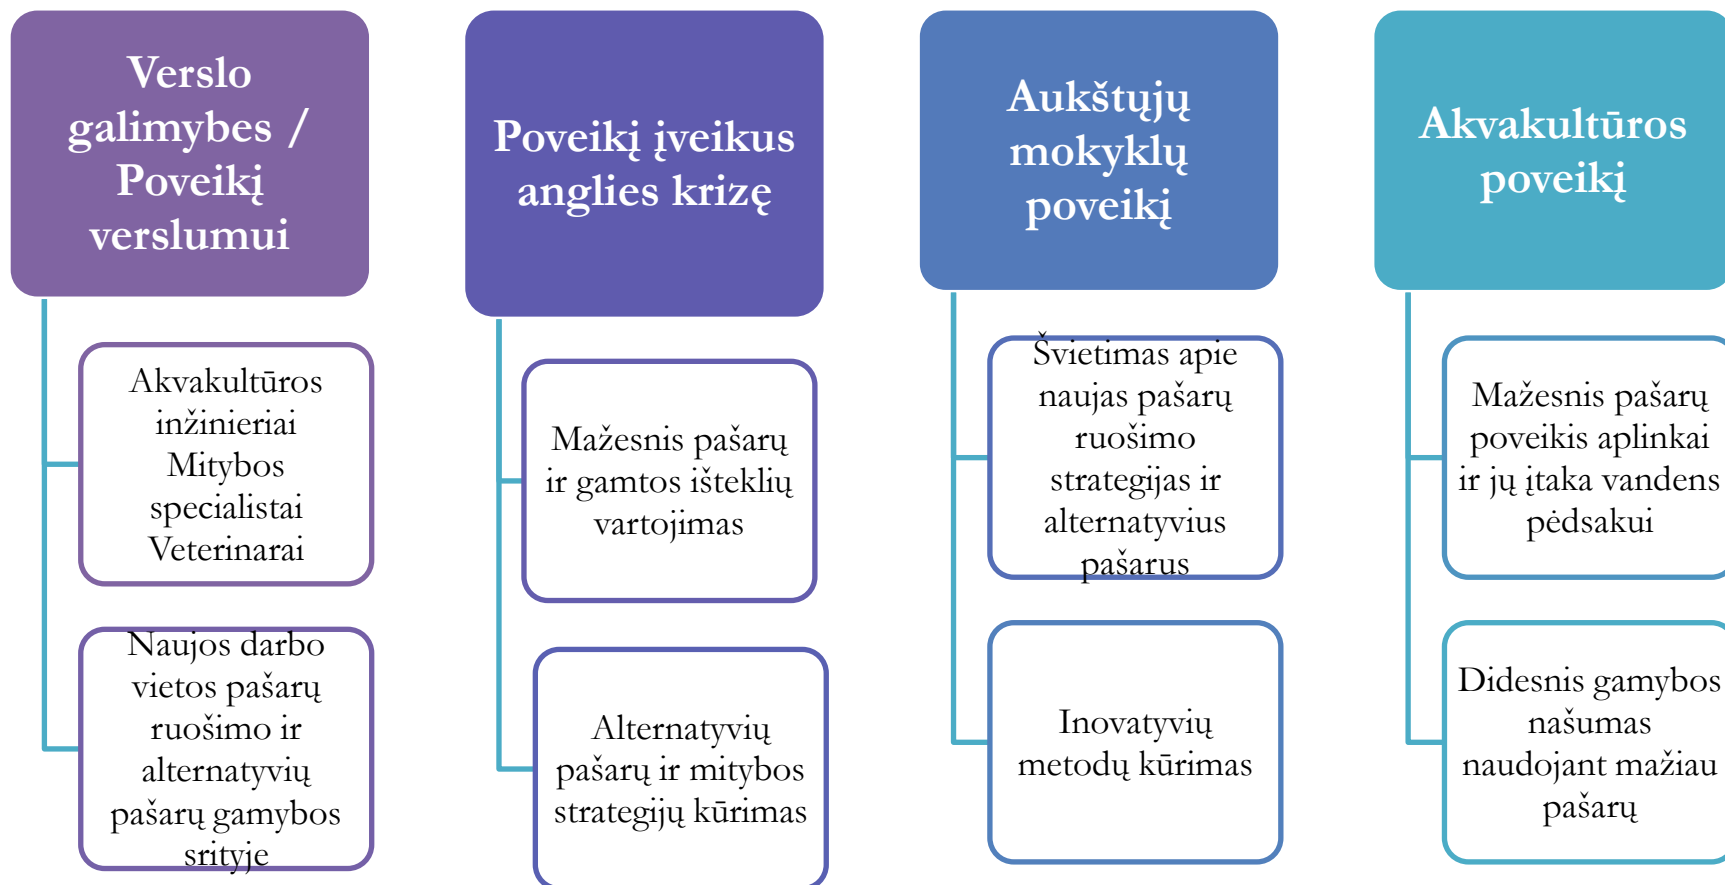 Verslo
galimybes /
Poveikį
verslumui
Akvakultūros
inžinieriai
Mitybos
specialistai
Veterinarai
Naujos darbo
vietos pašarų
ruošimo ir
alternatyvių
pašarų gamybos
srityje
Poveikį įveikus
anglies krizę
Mažesnis pašarų
ir gamtos išteklių
vartojimas
Alternatyvių
pašarų ir mitybos
strategijų kūrimas
Aukštųjų
mokyklų
poveikį
Švietimas apie
naujas pašarų
ruošimo
strategijas ir
alternatyvius
pašarus
Inovatyvių
metodų kūrimas
Akvakultūros
poveikį
Mažesnis pašarų
poveikis aplinkai
ir jų įtaka vandens
pėdsakui
Didesnis gamybos
našumas
naudojant mažiau
pašarų